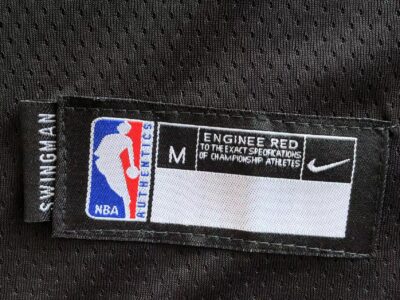 SWINGMAN
NBA
AUTHENTICS
M
ENGINEE RED
TO THE EXACT SPECIFICATIONS
OF CHAMPIONSHIP ATHLETES